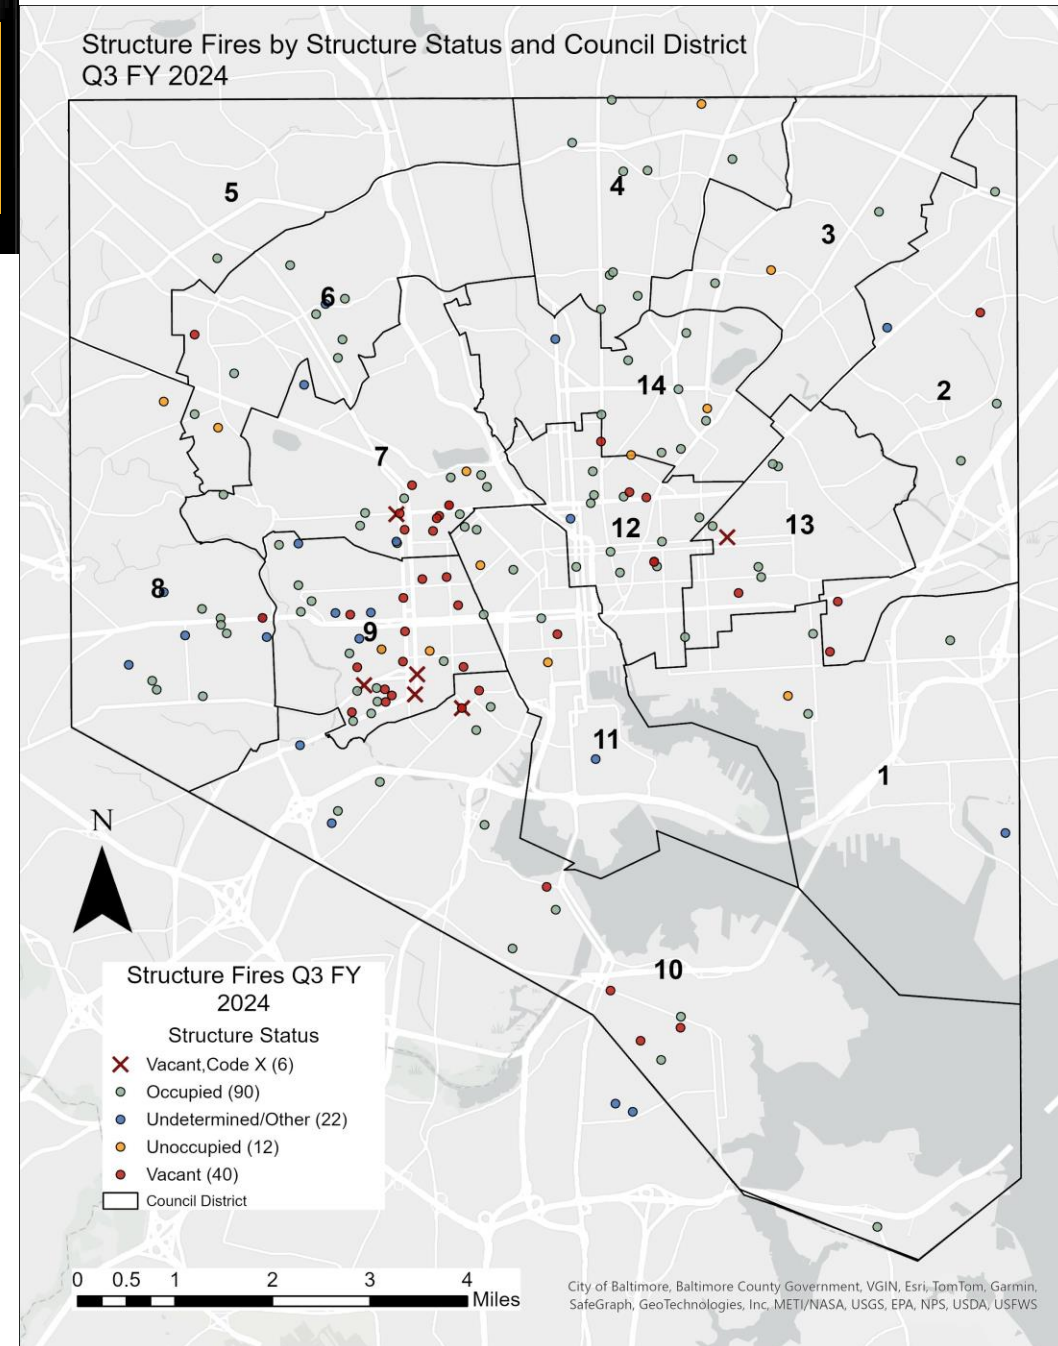 Structure Fires by Structure Status and Council District
Q3 FY 2024
5
4
3
6
2
14
7
12
13
8
9
11
1
10
N
Structure Fires Q3 FY
2024
Structure Status
Vacant,Code X (6)
Occupied (90)
Undetermined/Other (22)
Unoccupied (12)
Vacant (40)
Council District
0 0.5 1 2 3 4
Miles
City of Baltimore, Baltimore County Government, VGIN, Esri, TomTom, Garmin,
SafeGraph, GeoTechnologies, Inc, METI/NASA, USGS, EPA, NPS, USDA, USFWS